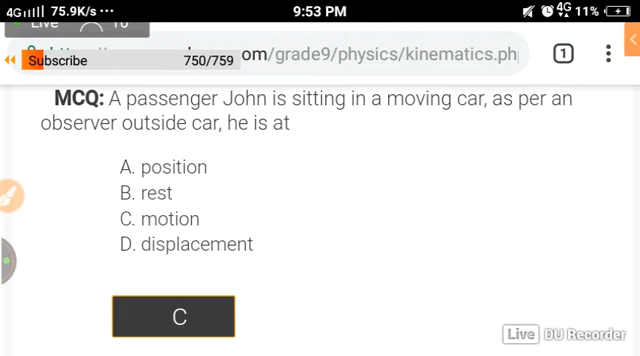 4G 75.9K/s ··· 9:53 PM 4G 11%
Live 10
om/grade9/physics/kinematics.ph
1
Subscribe 750/759
MCQ: A passenger John is sitting in a moving car, as per an
observer outside car, he is at
A. position
B. rest
C. motion
D. displacement
C
Live DU Recorder